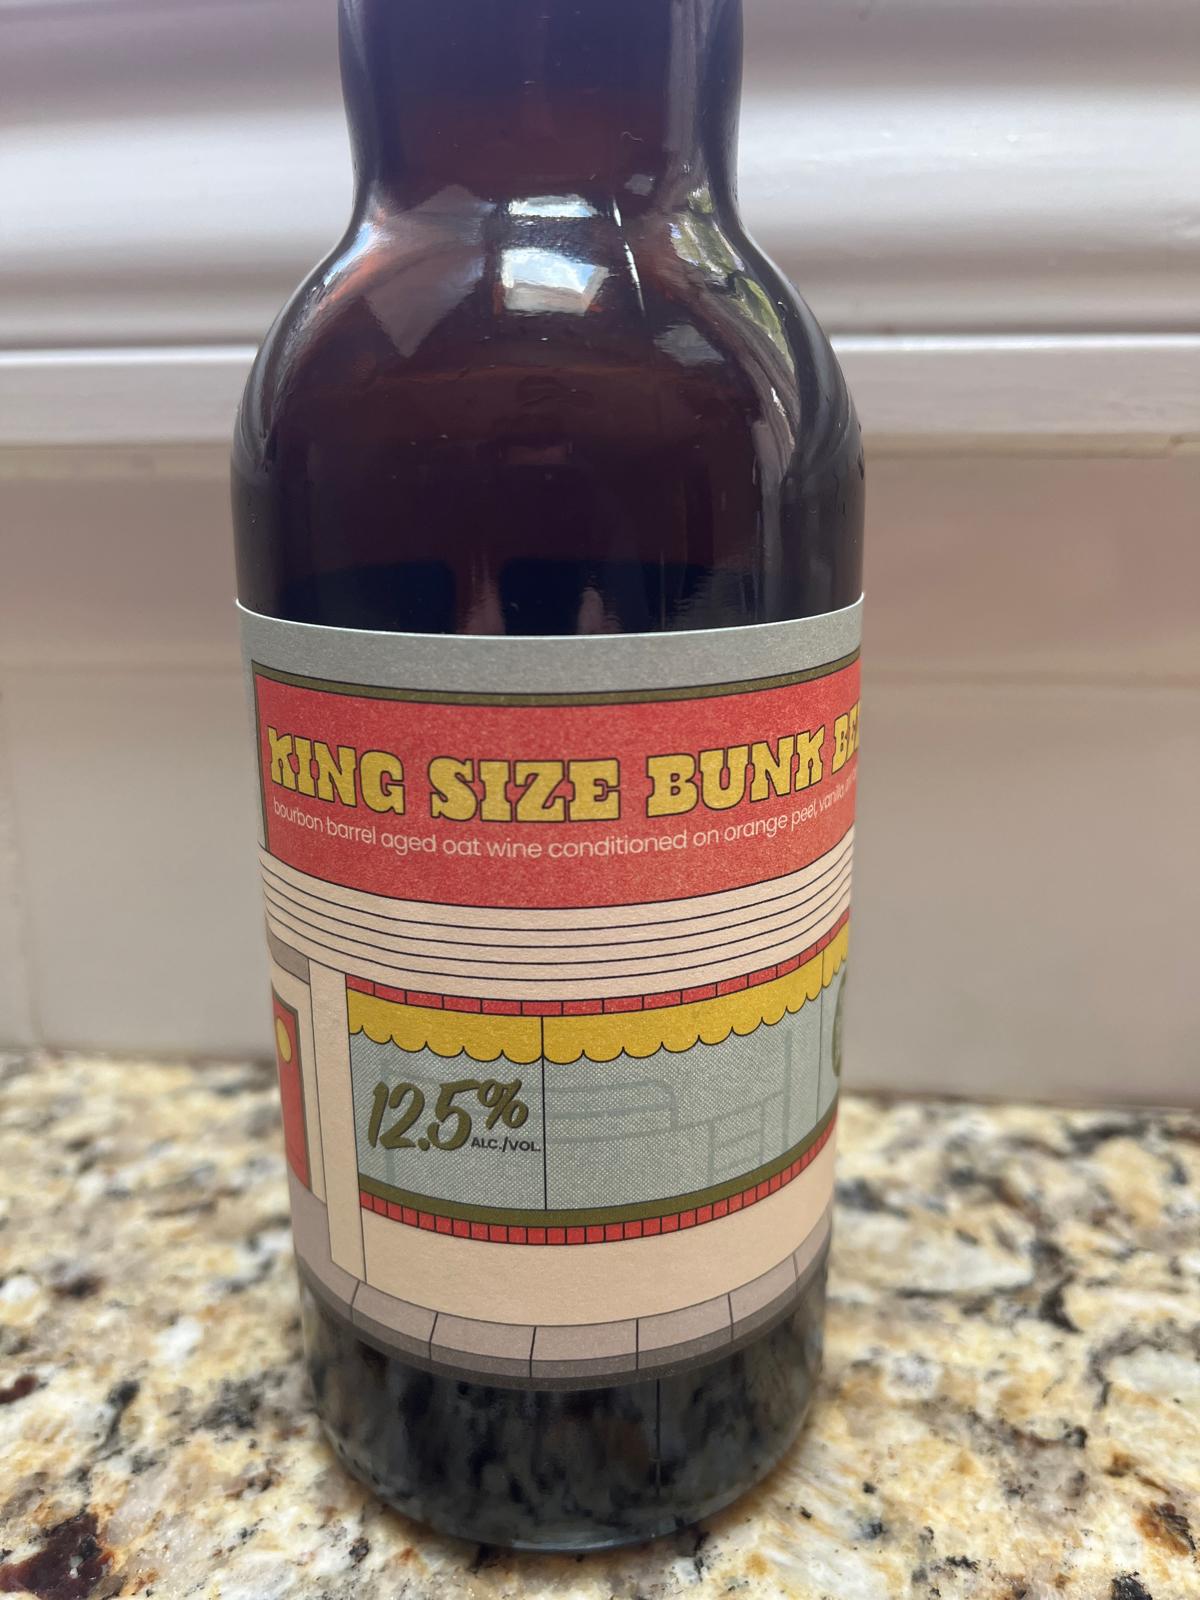 KING SIZE BUNK
bourbon barrel aged oat wine conditioned on orange peel, vanilla
12.5%
ALC./VOL.